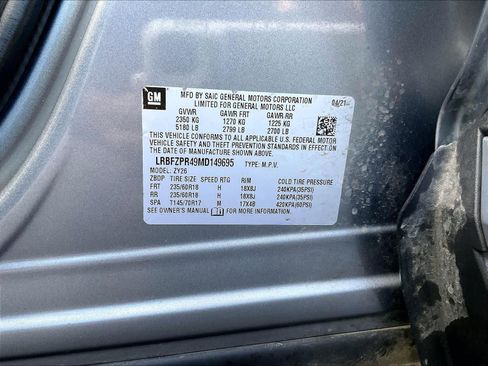 GM
MFD BY SAIC GENERAL MOTORS CORPORATION 04/21
LIMITED FOR GENERAL MOTORS LLC
GVWR GAWR FRT GAWR RR
2350 KG 1270 KG 1225 KG
5180 LB 2799 LB 2700 LB
THIS VEHICLE CONFORMS TO ALL APPLICABLE U.S. FEDERAL MOTOR
VEHICLE SAFETY AND THEFT PREVENTION STANDARDS IN EFFECT
ON THE DATE OF MANUFACTURE SHOWN ABOVE.
LRBFZPR49MD149695 TYPE: M.P.V.
MODEL: ZY26
ZBDP TIRE SIZE SPEED RTG RIM COLD TIRE PRESSURE
FRT 235/60R18 H 18X8J 240KPA(35PSI)
RR 235/60R18 H 18X8J 240KPA(35PSI)
SPA T145/70R17 M 17X4B 420KPA(60PSI)
SEE OWNER'S MANUAL FOR MORE INFORMATION.